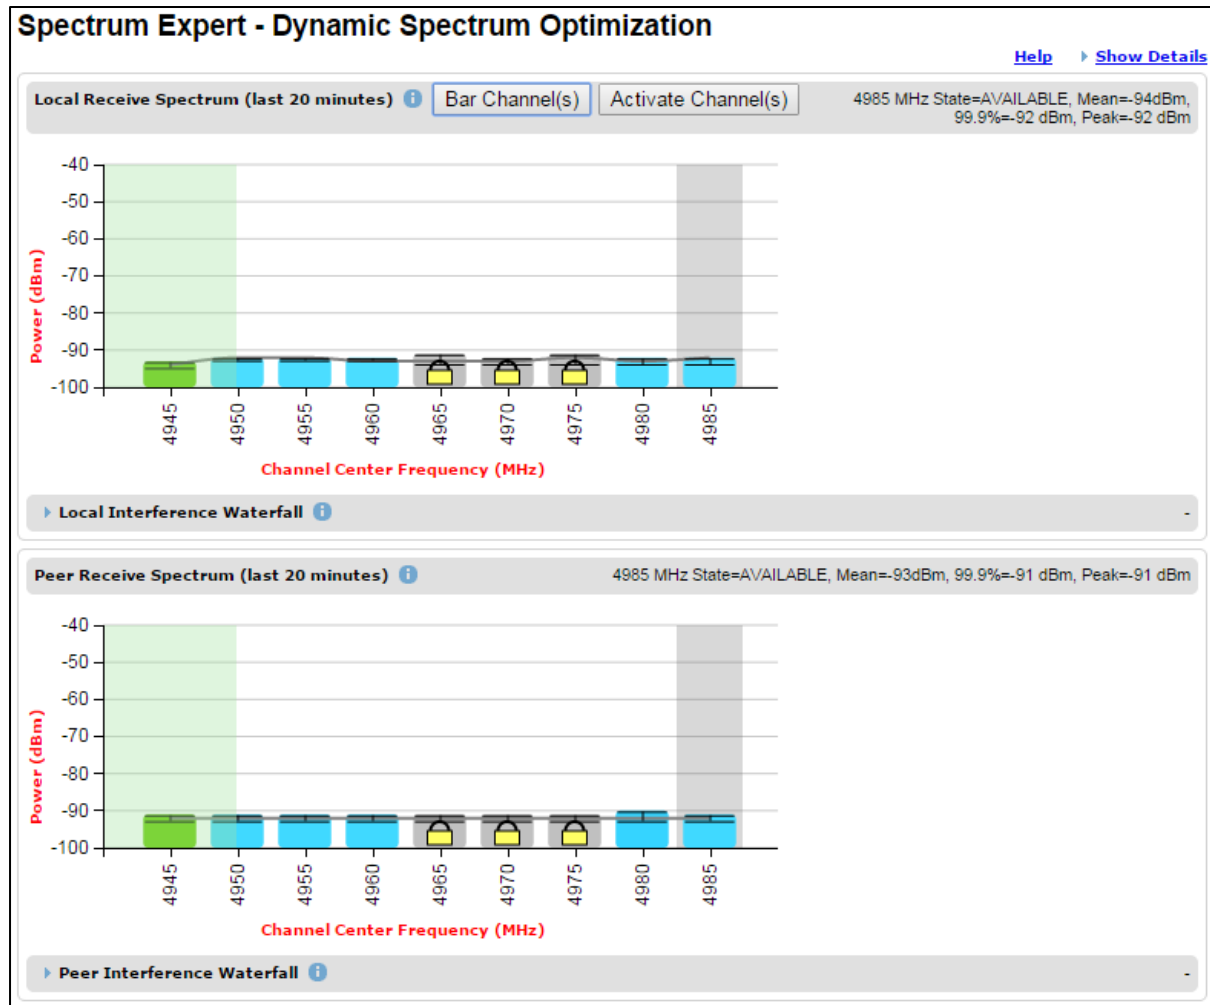 Spectrum Expert - Dynamic Spectrum Optimization
Help Show Details
Local Receive Spectrum (last 20 minutes) i Bar Channel(s) Activate Channel(s) 4985 MHz State=AVAILABLE, Mean=-94dBm,
99.9%=-92 dBm, Peak=-92 dBm
-40
-50
-60
-70
-80
-90
-100
Power (dBm)
4945 4950 4955 4960 4965 4970 4975 4980 4985
Channel Center Frequency (MHz)
Local Interference Waterfall i -
Peer Receive Spectrum (last 20 minutes) i 4985 MHz State=AVAILABLE, Mean=-93dBm, 99.9%=-91 dBm, Peak=-91 dBm
-40
-50
-60
-70
-80
-90
-100
Power (dBm)
4945 4950 4955 4960 4965 4970 4975 4980 4985
Channel Center Frequency (MHz)
Peer Interference Waterfall i -